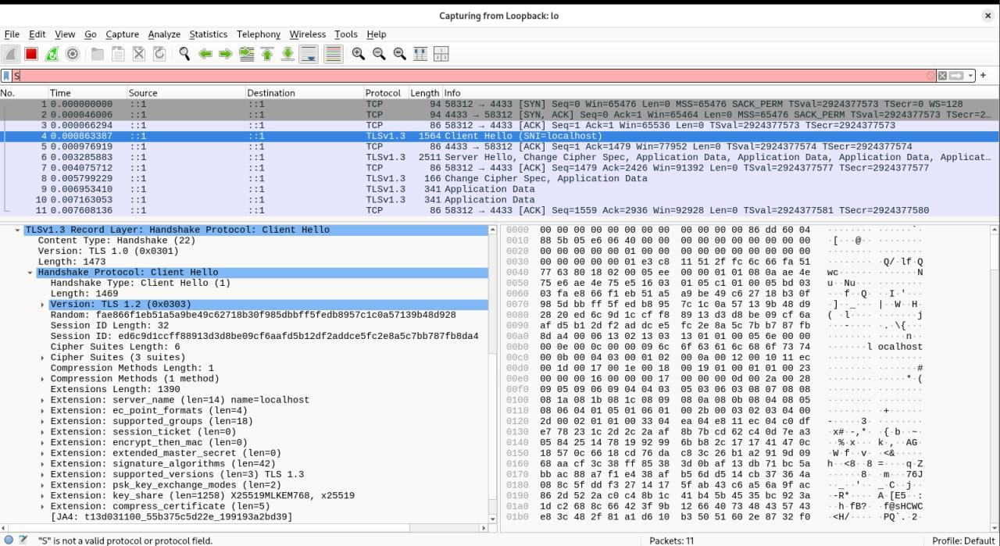 Capturing from Loopback: lo
File Edit View Go Capture Analyze Statistics Telephony Wireless Tools Help
S
No. Time Source Destination Protocol Length Info
1 0.000000000 ::1 ::1 TCP 94 58312 → 4433 [SYN] Seq=0 Win=65476 Len=0 MSS=65476 SACK_PERM TSval=2924377573 TSecr=0 WS=128
2 0.000046006 ::1 ::1 TCP 94 4433 → 58312 [SYN, ACK] Seq=0 Ack=1 Win=65464 Len=0 MSS=65476 SACK_PERM TSval=2924377573 TSecr=2…
3 0.000066294 ::1 ::1 TCP 86 58312 → 4433 [ACK] Seq=1 Ack=1 Win=65536 Len=0 TSval=2924377573 TSecr=2924377573
4 0.000863387 ::1 ::1 TLSv1.3 1564 Client Hello (SNI=localhost)
5 0.000976919 ::1 ::1 TCP 86 4433 → 58312 [ACK] Seq=1 Ack=1479 Win=77952 Len=0 TSval=2924377574 TSecr=2924377574
6 0.003285883 ::1 ::1 TLSv1.3 2511 Server Hello, Change Cipher Spec, Application Data, Application Data, Application Data, Applicat…
7 0.004075712 ::1 ::1 TCP 86 58312 → 4433 [ACK] Seq=1479 Ack=2426 Win=91392 Len=0 TSval=2924377577 TSecr=2924377577
8 0.005799229 ::1 ::1 TLSv1.3 166 Change Cipher Spec, Application Data
9 0.006953410 ::1 ::1 TLSv1.3 341 Application Data
10 0.007163053 ::1 ::1 TLSv1.3 341 Application Data
11 0.007608136 ::1 ::1 TCP 86 58312 → 4433 [ACK] Seq=1559 Ack=2936 Win=92928 Len=0 TSval=2924377581 TSecr=2924377580
TLSv1.3 Record Layer: Handshake Protocol: Client Hello
Content Type: Handshake (22)
Version: TLS 1.0 (0x0301)
Length: 1473
Handshake Protocol: Client Hello
Handshake Type: Client Hello (1)
Length: 1469
Version: TLS 1.2 (0x0303)
Random: fae866f1eb51a5a9be49c62718b30f985dbbff5fedb8957c1c0a57139b48d928
Session ID Length: 32
Session ID: ed6c9d1ccff88913d3d8be09cf6aafd5b12df2addce5fc2e8a5c7bb787fb8da4
Cipher Suites Length: 6
Cipher Suites (3 suites)
Compression Methods Length: 1
Compression Methods (1 method)
Extensions Length: 1390
Extension: server_name (len=14) name=localhost
Extension: ec_point_formats (len=4)
Extension: supported_groups (len=18)
Extension: session_ticket (len=0)
Extension: encrypt_then_mac (len=0)
Extension: extended_master_secret (len=0)
Extension: signature_algorithms (len=42)
Extension: supported_versions (len=3) TLS 1.3
Extension: psk_key_exchange_modes (len=2)
Extension: key_share (len=1258) X25519MLKEM768, x25519
Extension: compress_certificate (len=5)
[JA4: t13d031100_55b375c5d22e_199193a2bd39]
0000 00 00 00 00 00 00 00 00 00 00 00 00 86 dd 60 04
0010 88 5b 05 e6 06 40 00 00 00 00 00 00 00 00 00 00
0020 00 00 00 00 00 01 00 00 00 00 00 00 00 00 00 00
0030 00 00 00 00 00 01 e3 c8 11 51 2f fc 6c 66 fa 51
0040 77 63 80 18 02 00 05 ee 00 00 01 01 08 0a ae 4e
0050 75 e6 ae 4e 75 e5 16 03 01 05 c1 01 00 05 bd 03
0060 03 fa e8 66 f1 eb 51 a5 a9 be 49 c6 27 18 b3 0f
0070 98 5d bb ff 5f ed b8 95 7c 1c 0a 57 13 9b 48 d9
0080 28 20 ed 6c 9d 1c cf f8 89 13 d3 d8 be 09 cf 6a
0090 af d5 b1 2d f2 ad dc e5 fc 2e 8a 5c 7b b7 87 fb
00a0 8d a4 00 06 13 02 13 03 13 01 01 00 05 6e 00 00
00b0 00 0e 00 0c 00 00 09 6c 6f 63 61 6c 68 6f 73 74
00c0 00 0b 00 04 03 00 01 02 00 0a 00 12 00 10 11 ec
00d0 00 1d 00 17 00 1e 00 18 00 19 01 00 01 01 00 23
00e0 00 00 00 16 00 00 00 17 00 00 00 0d 00 2a 00 28
00f0 09 05 09 06 09 04 04 03 05 03 06 03 08 07 08 08
0100 08 1a 08 1b 08 1c 08 09 08 0a 08 0b 08 04 08 05
0110 08 06 04 01 05 01 06 01 00 2b 00 03 02 03 04 00
0120 2d 00 02 01 01 00 33 04 ea 04 e8 11 ec 04 c0 df
0130 e7 78 23 1c 2d 2c 2a af 8b 7b cd 62 c4 0d 7e a3
0140 05 84 25 14 78 19 92 99 6b b8 2c 17 17 41 47 0c
0150 18 57 0c 66 18 cd 76 da c8 3c 26 b1 a2 91 9d 09
0160 68 aa cf 3c 38 ff 85 38 3d 0b af 13 db 71 bc 5a
0170 bb ac 88 a7 f1 e4 38 af b5 6d d5 14 cb 37 36 4a
0180 08 8c 5f dd f3 27 14 17 5f ab 43 c6 a5 6a 9f ac
0190 86 2d 52 2a c0 c4 8b 1c 41 b4 5b 45 35 bc 92 3a
01a0 1d c2 68 8c 66 42 3f 9b 12 66 40 73 48 43 57 43
01b0 e8 3c 48 2f 81 a1 d6 10 b3 50 51 60 2e 87 32 f0
"S" is not a valid protocol or protocol field.
Packets: 11
Profile: Default